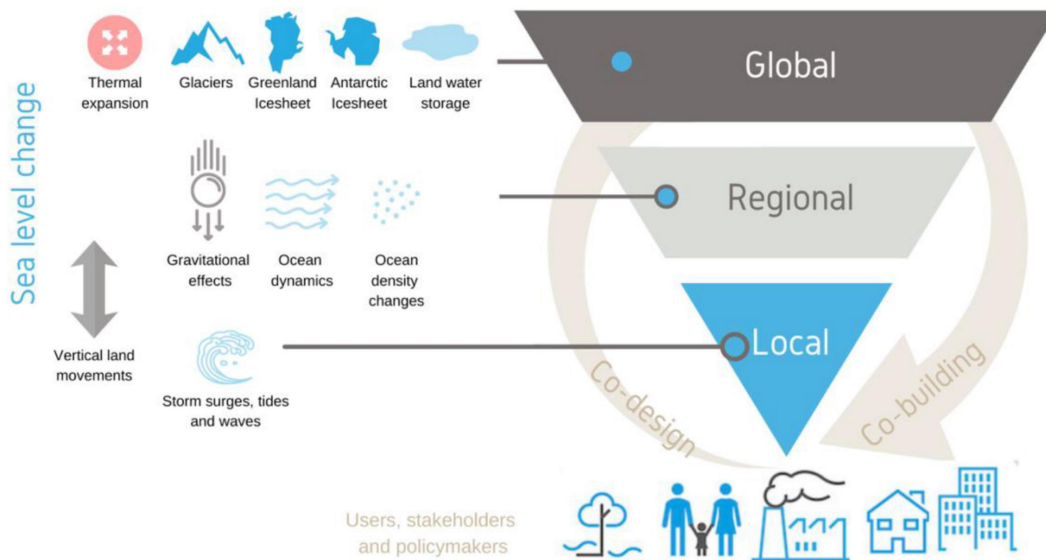 Sea level change
Thermal
expansion
Glaciers
Greenland
Icesheet
Antarctic
Icesheet
Land water
storage
Global
Gravitational
effects
Ocean
dynamics
Ocean
density
changes
Regional
Vertical land
movements
Storm surges, tides
and waves
Local
Co-design
Co-building
Users, stakeholders
and policymakers